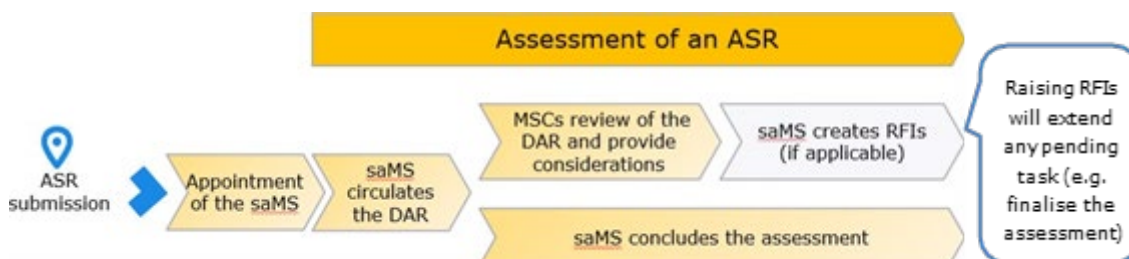 Assessment of an ASR
ASR
submission
Appointment
of the saMS
saMS
circulates
the DAR
MSCs review of the
DAR and provide
considerations
saMS creates RFIs
(if applicable)
saMS concludes the assessment
Raising RFIs
will extend
any pending
task (e.g.
finalise the
assessment)